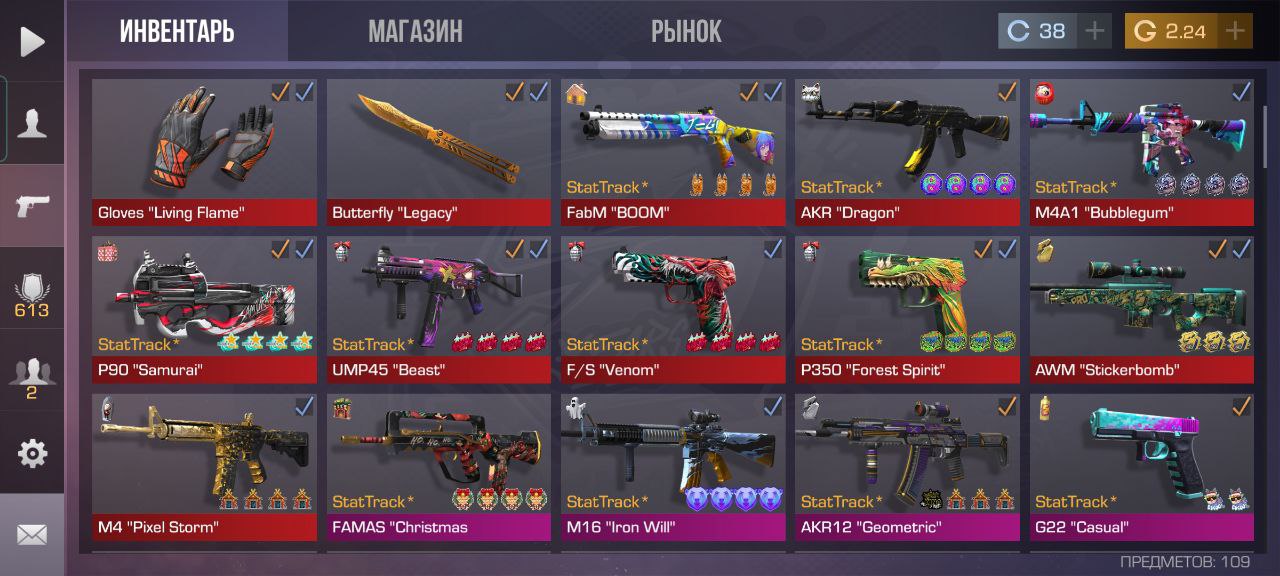 ИНВЕНТАРЬ
МАГАЗИН
РЫНОК
38
2.24
Gloves "Living Flame"
Butterfly "Legacy"
StatTrack*
FabM "BOOM"
StatTrack*
AKR "Dragon"
StatTrack*
M4A1 "Bubblegum"
StatTrack*
P90 "Samurai"
StatTrack*
UMP45 "Beast"
StatTrack*
F/S "Venom"
StatTrack*
P350 "Forest Spirit"
AWM "Stickerbomb"
M4 "Pixel Storm"
StatTrack*
FAMAS "Christmas
StatTrack*
M16 "Iron Will"
StatTrack*
AKR12 "Geometric"
StatTrack*
G22 "Casual"
613
2
ПРЕДМЕТОВ: 109